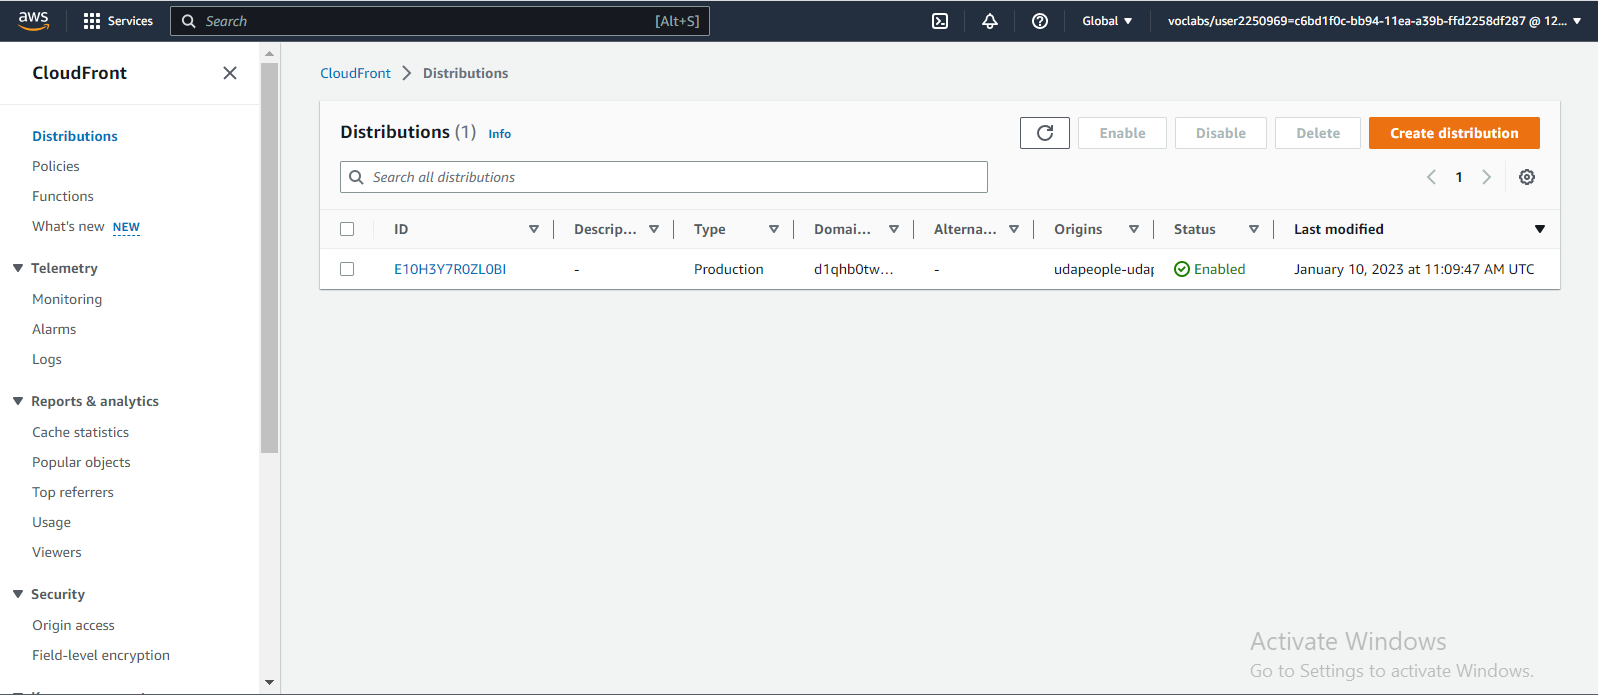 aws Services Search [Alt+S] Global voclabs/user2250969=c6bd1f0c-bb94-11ea-a39b-ffd2258df287 @ 12...
CloudFront
Distributions
Policies
Functions
What's new NEW
Telemetry
Monitoring
Alarms
Logs
Reports & analytics
Cache statistics
Popular objects
Top referrers
Usage
Viewers
Security
Origin access
Field-level encryption
CloudFront > Distributions
Distributions (1) Info
Enable Disable Delete Create distribution
Search all distributions
1
ID Descrip... Type Domai... Alterna... Origins Status Last modified
E10H3Y7R0ZL0BI - Production d1qhb0tw... - udapeople-udap Enabled January 10, 2023 at 11:09:47 AM UTC
Activate Windows
Go to Settings to activate Windows.